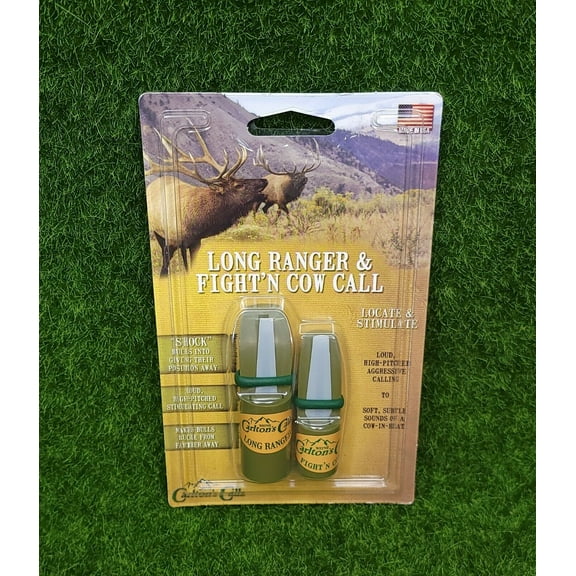 MADE IN USA
LONG RANGER &
FIGHT'N COW CALL
LOCATE &
STIMULATE
"SHOCK"
BULLS INTO
GIVING THEIR
POSITION AWAY
LOUD,
HIGH-PITCHED
STIMULATING CALL
MAKES BULLS
BUGLE FROM
FARTHER AWAY
LOUD,
HIGH-PITCHED
AGGRESSIVE
CALLING
TO
SOFT, SUBTLE
SOUNDS OF A
COW-IN-HEAT
Carlton's Calls
LONG RANGER
Carlton's
FIGHT'N C
Carlton's Calls